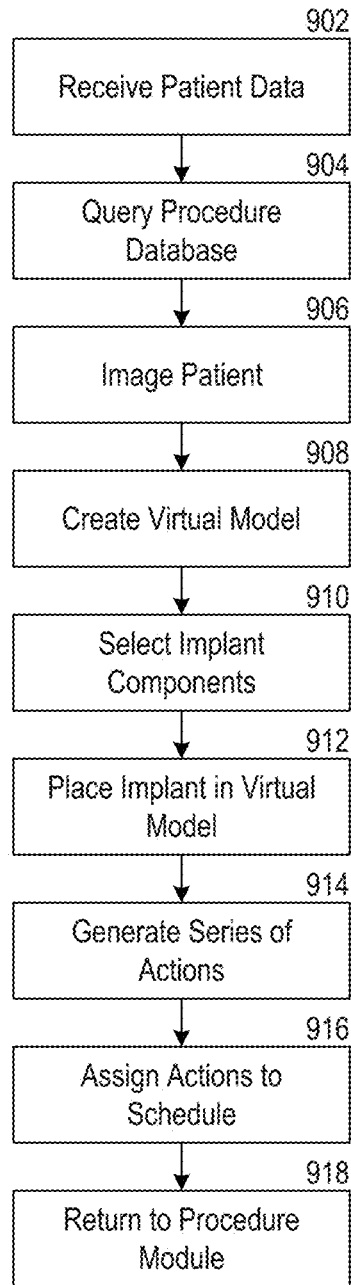 902
Receive Patient Data
904
Query Procedure
Database
906
Image Patient
908
Create Virtual Model
910
Select Implant
Components
912
Place Implant in Virtual
Model
914
Generate Series of
Actions
916
Assign Actions to
Schedule
918
Return to Procedure
Module